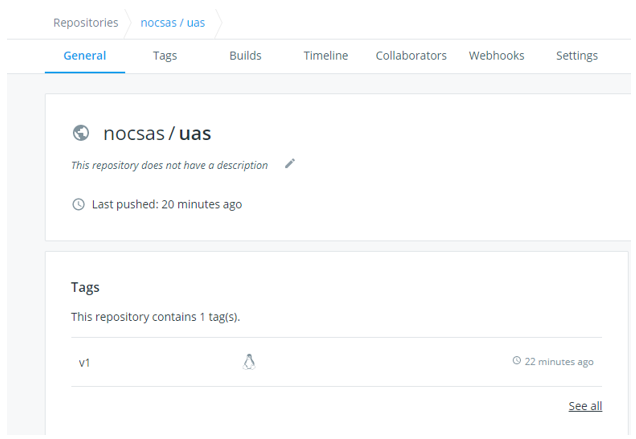 Repositories nocsas / uas
General Tags Builds Timeline Collaborators Webhooks Settings
nocsas / uas
This repository does not have a description
Last pushed: 20 minutes ago
Tags
This repository contains 1 tag(s).
v1 22 minutes ago
See all